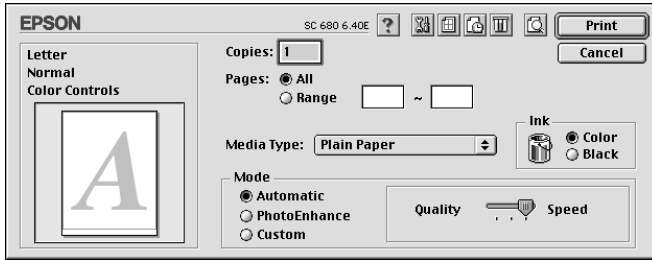 EPSON
SC 680 6.40E
?
Print
Cancel
Letter
Normal
Color Controls
A
Copies: 1
Pages: All
Range ~
Media Type: Plain Paper
Ink
Color
Black
Mode
Automatic
PhotoEnhance
Custom
Quality Speed